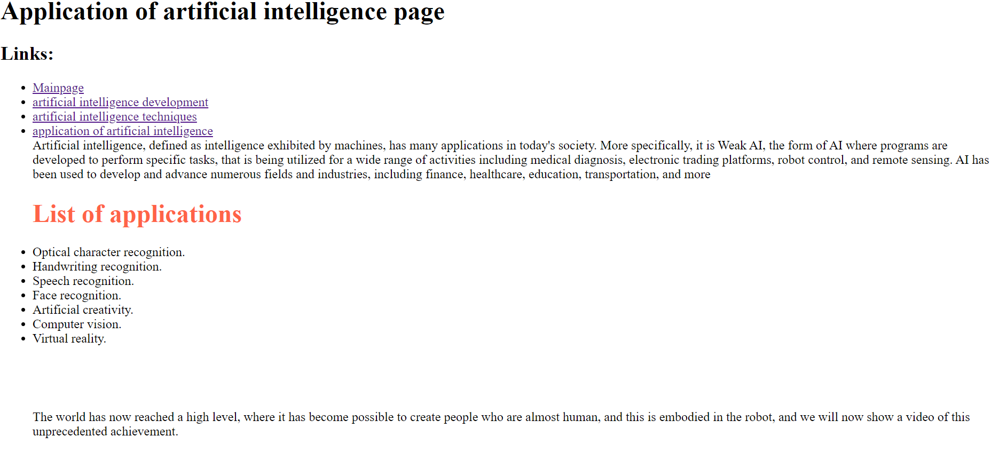 Application of artificial intelligence page
Links:
Mainpage
artificial intelligence development
artificial intelligence techniques
application of artificial intelligence
Artificial intelligence, defined as intelligence exhibited by machines, has many applications in today's society. More specifically, it is Weak AI, the form of AI where programs are
developed to perform specific tasks, that is being utilized for a wide range of activities including medical diagnosis, electronic trading platforms, robot control, and remote sensing. AI has
been used to develop and advance numerous fields and industries, including finance, healthcare, education, transportation, and more
List of applications
Optical character recognition.
Handwriting recognition.
Speech recognition.
Face recognition.
Artificial creativity.
Computer vision.
Virtual reality.
The world has now reached a high level, where it has become possible to create people who are almost human, and this is embodied in the robot, and we will now show a video of this
unprecedented achievement.